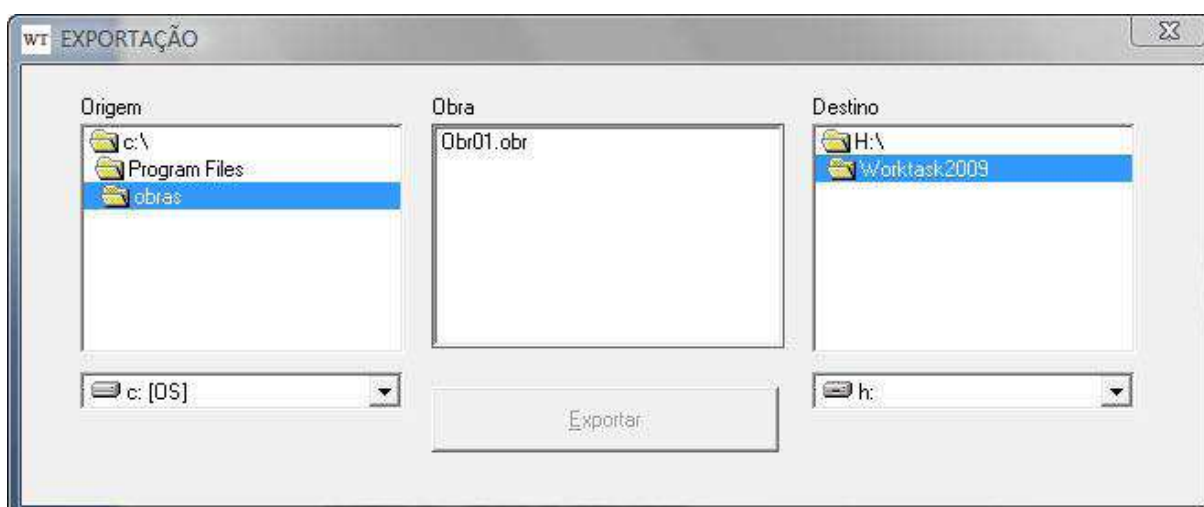 WT EXPORTAÇÃO
Origem
c:\
Program Files
obras
c: [OS]
Obra
Obr01.obr
Exportar
Destino
H:\
Worktask2009
h: